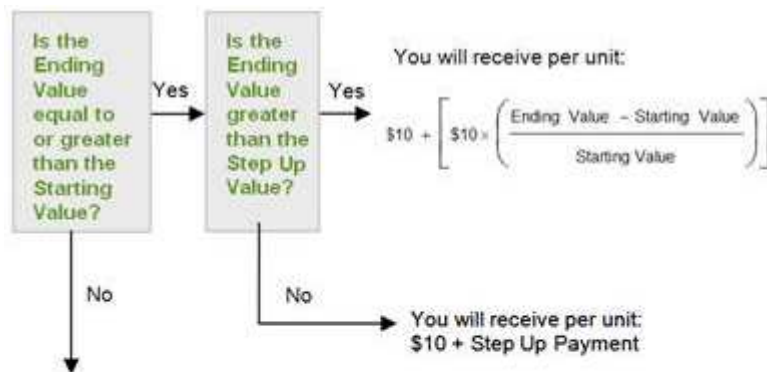 Is the
Ending
Value
equal to
or greater
than the
Starting
Value?
Yes
No
Is the
Ending
Value
greater
than the
Step Up
Value?
Yes
No
You will receive per unit:
$10 + [ $10 × ( Ending Value − Starting Value
Starting Value ) ]
You will receive per unit:
$10 + Step Up Payment